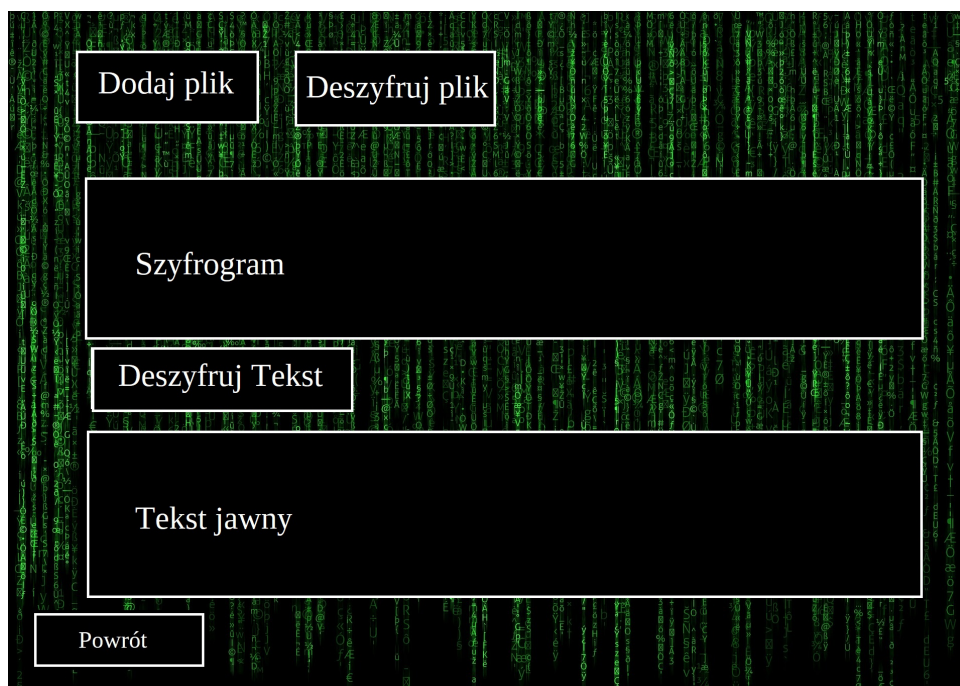 Dodaj plik
Deszyfruj plik
Szyfrogram
Deszyfruj Tekst
Tekst jawny
Powrót